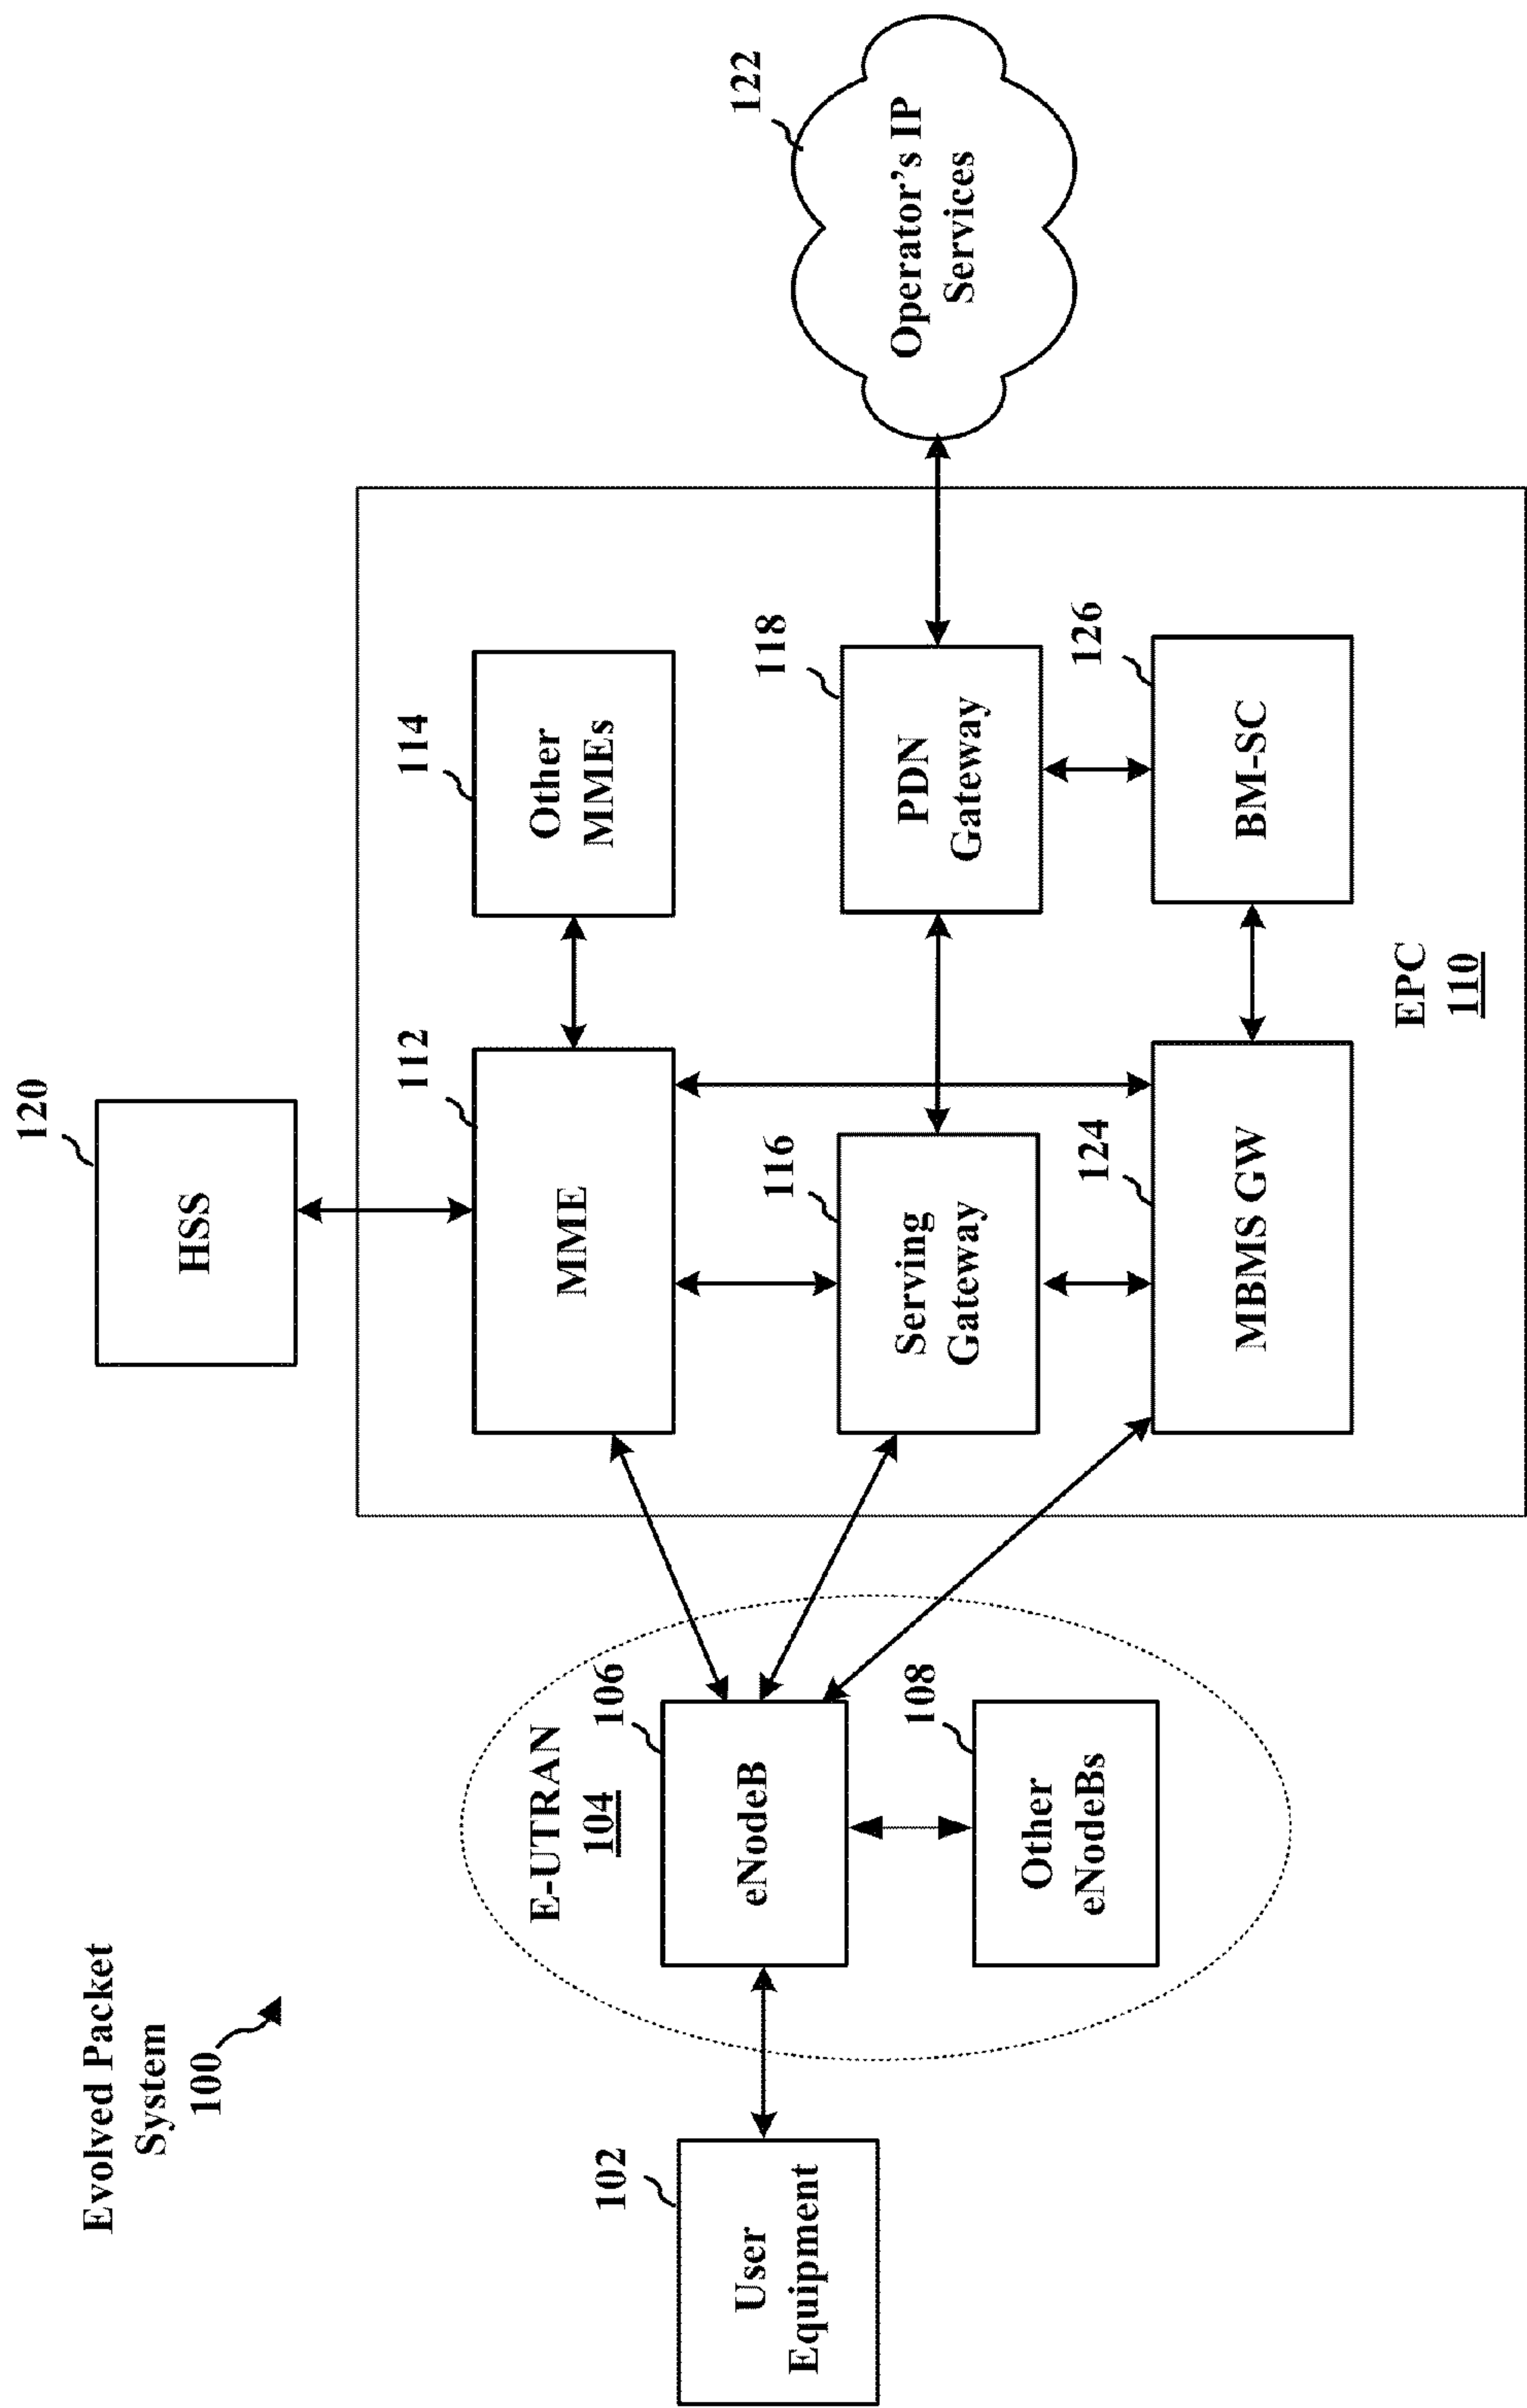 Evolved Packet
System
100
120
HSS
E-UTRAN
104
112
MME
114
Other
MMEs
102
User
Equipment
106
eNodeB
116
Serving
Gateway
118
PDN
Gateway
122
Operator's IP
Services
108
Other
eNodeBs
124
MBMS GW
126
BM-SC
EPC
110